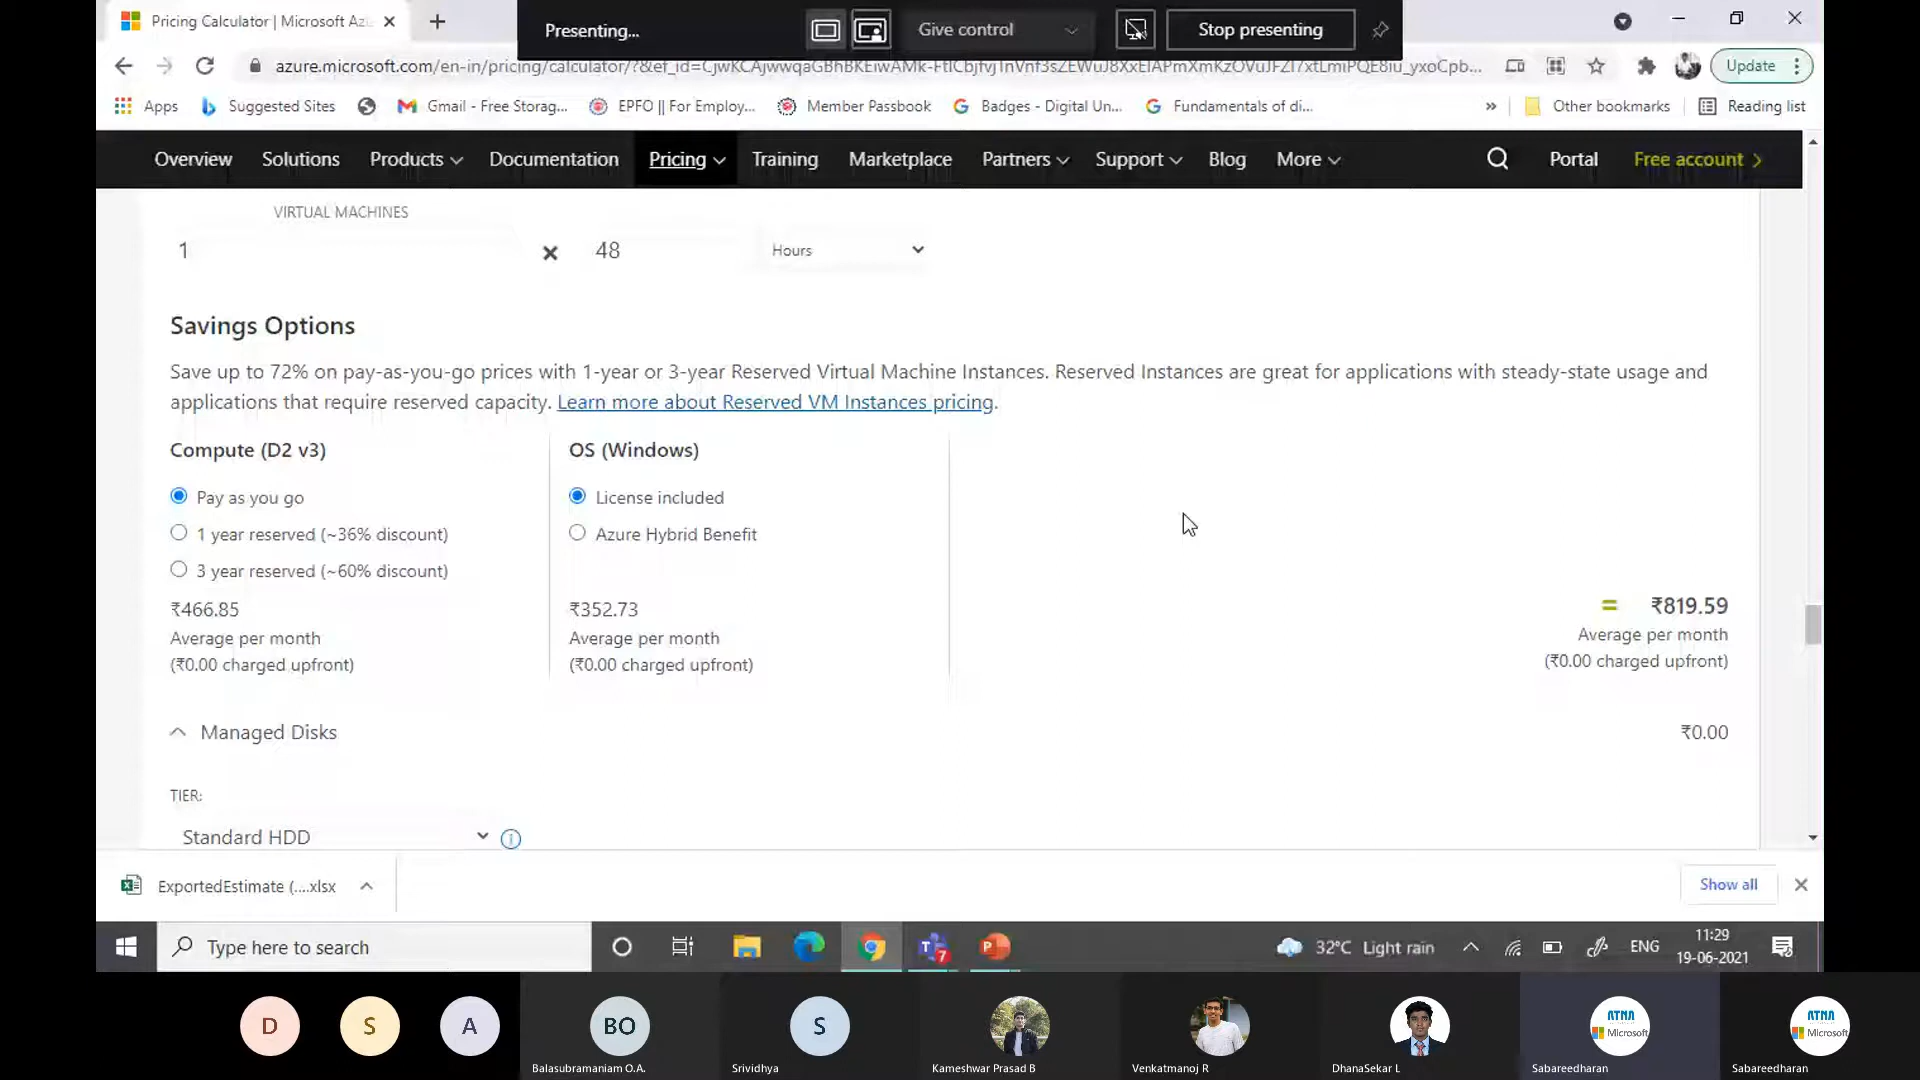 Pricing Calculator | Microsoft Az
Presenting...
Give control
Stop presenting
azure.microsoft.com/en-in/pricing/calculator/?&ef_id=
Update
Apps
Suggested Sites
Gmail - Free Storag...
EPFO || For Employ...
Member Passbook
Badges - Digital Un...
Fundamentals of di...
»
Other bookmarks
Reading list
Overview
Solutions
Products
Documentation
Pricing
Training
Marketplace
Partners
Support
Blog
More
Portal
Free account
VIRTUAL MACHINES
1
48
Hours
Savings Options
Save up to 72% on pay-as-you-go prices with 1-year or 3-year Reserved Virtual Machine Instances. Reserved Instances are great for applications with steady-state usage and
applications that require reserved capacity. Learn more about Reserved VM Instances pricing.
Compute (D2 v3)
Pay as you go
1 year reserved (~36% discount)
3 year reserved (~60% discount)
₹466.85
Average per month
(₹0.00 charged upfront)
OS (Windows)
License included
Azure Hybrid Benefit
₹352.73
Average per month
(₹0.00 charged upfront)
= ₹819.59
Average per month
(₹0.00 charged upfront)
Managed Disks
₹0.00
TIER:
Standard HDD
ExportedEstimate (....xlsx
Show all
Type here to search
7
32°C Light rain
ENG
11:29
19-06-2021
D
S
A
BO
Balasubramaniam O.A.
S
Srividhya
Kameshwar Prasad B
Venkatmanoj R
DhanaSekar L
ATNA
Microsoft
Sabareedharan
ATNA
Microsoft
Sabareedharan